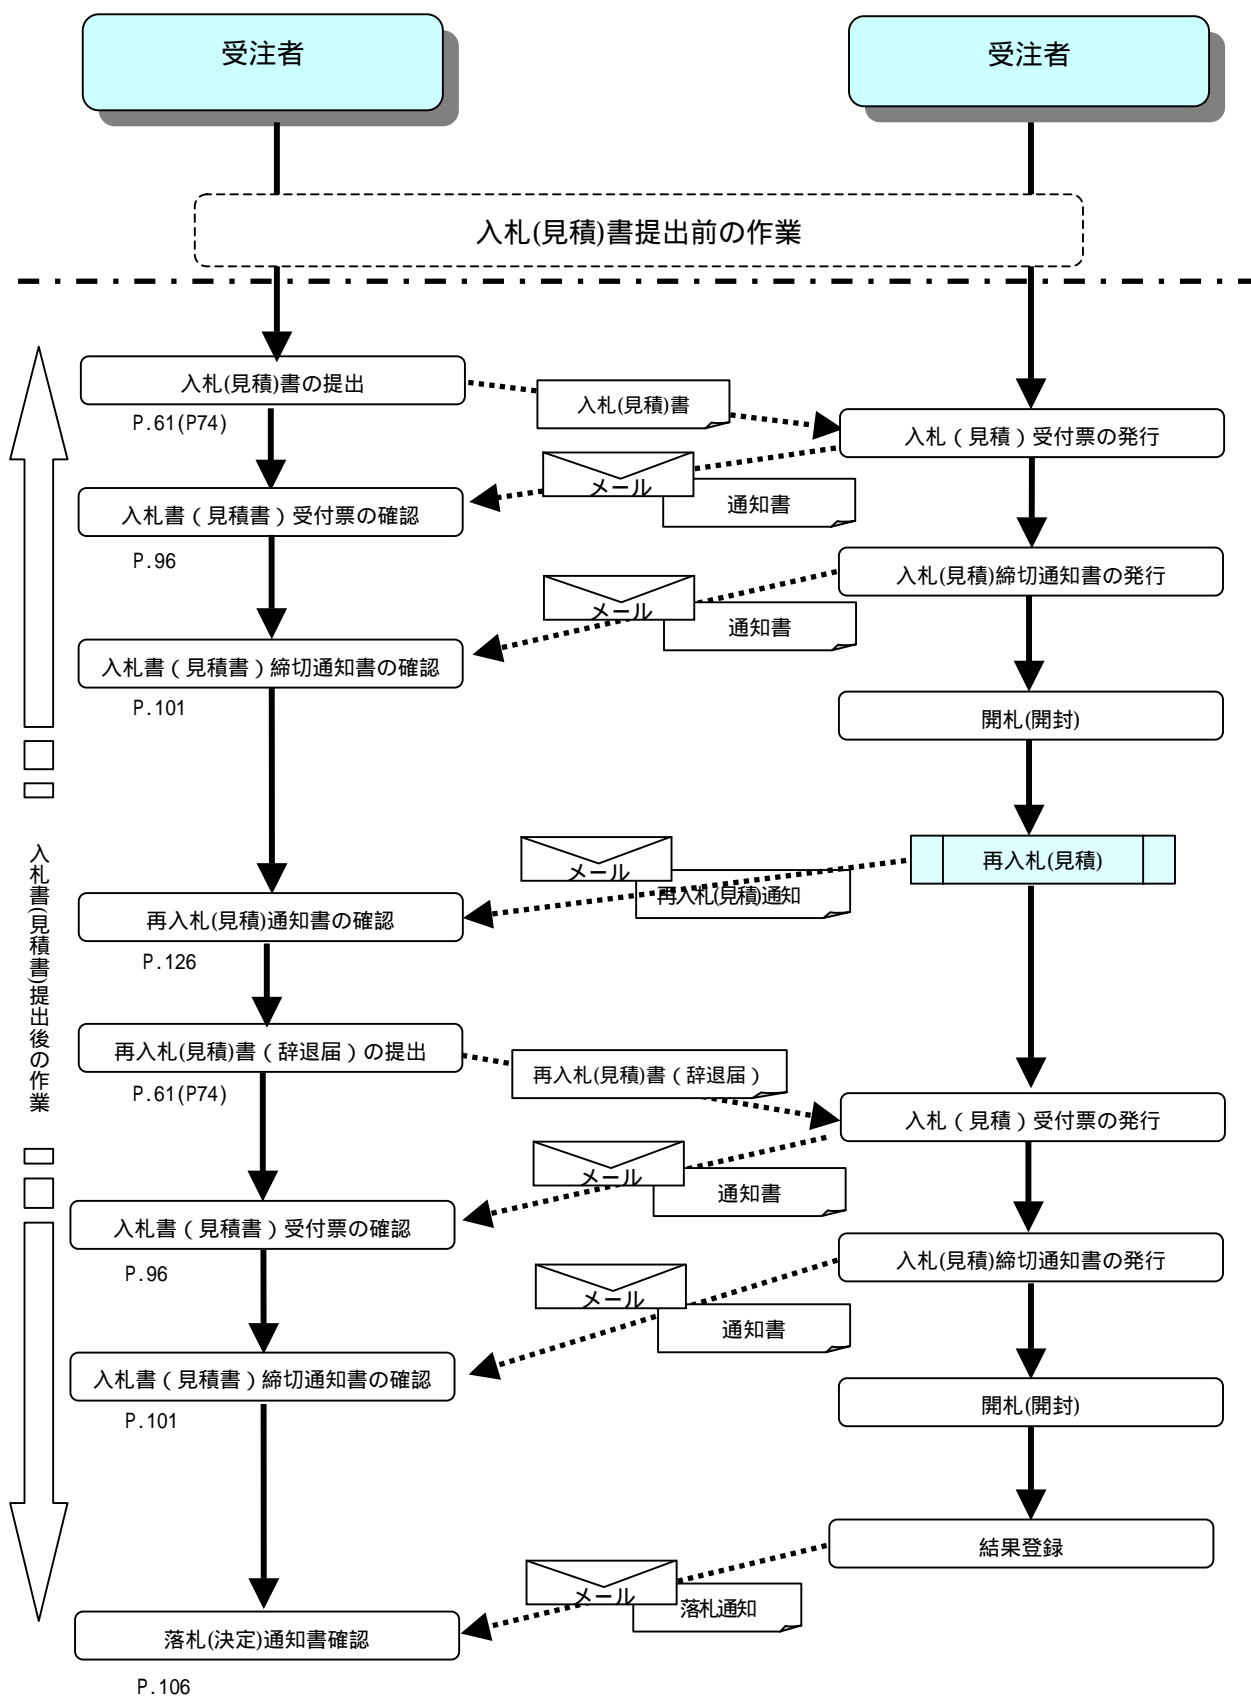 受注者
受注者
入札(見積)書提出前の作業
入札(見積)書の提出
P.61(P74)
入札(見積)書
入札（見積）受付票の発行
メール
通知書
入札書（見積書）受付票の確認
P.96
入札(見積)締切通知書の発行
メール
通知書
入札書（見積書）締切通知書の確認
P.101
開札(開封)
入札書(見積書)提出後の作業
再入札(見積)
メール
再入札(見積)通知
再入札(見積)通知書の確認
P.126
再入札(見積)書（辞退届）の提出
P.61(P74)
再入札(見積)書（辞退届）
入札（見積）受付票の発行
メール
通知書
入札書（見積書）受付票の確認
P.96
入札(見積)締切通知書の発行
メール
通知書
入札書（見積書）締切通知書の確認
P.101
開札(開封)
結果登録
メール
落札通知
落札(決定)通知書確認
P.106